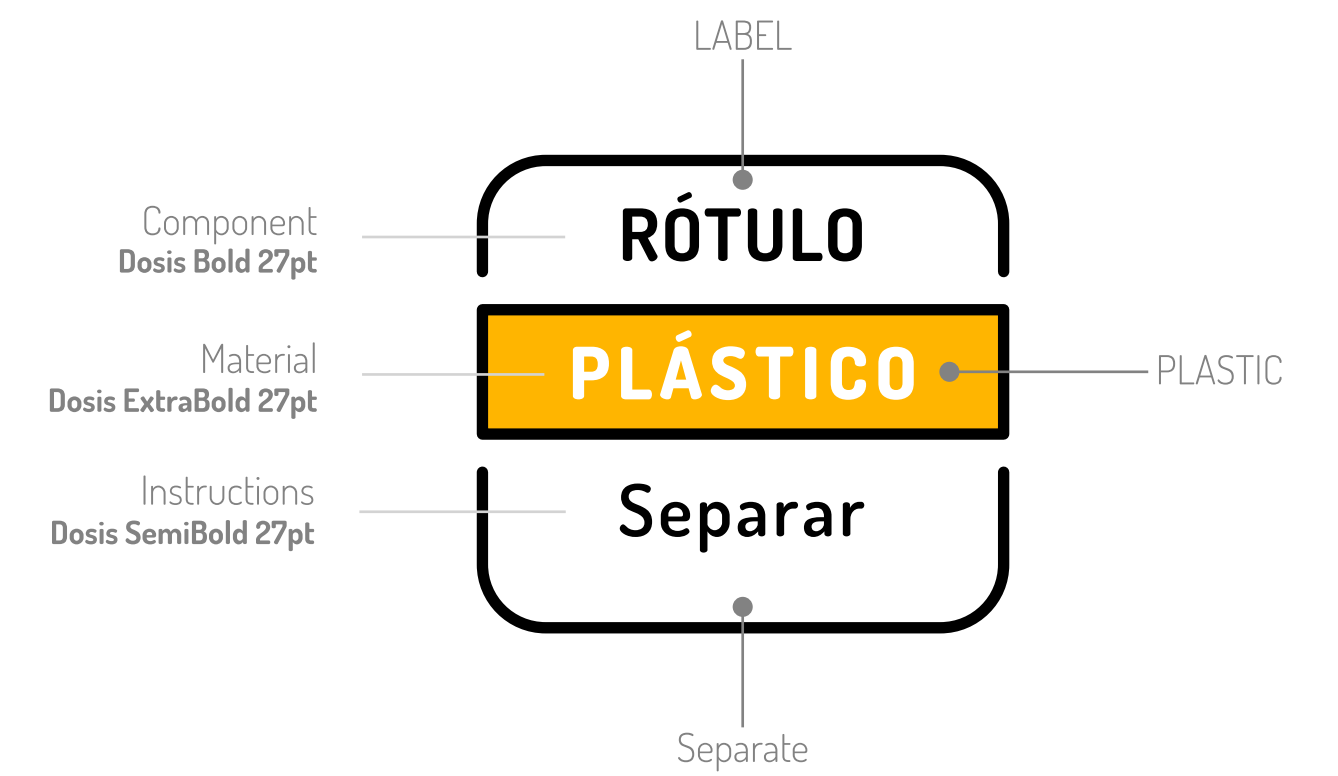 LABEL
RÓTULO
Component
Dosis Bold 27pt
PLÁSTICO
Material
Dosis ExtraBold 27pt
PLASTIC
Instructions
Dosis SemiBold 27pt
Separar
Separate